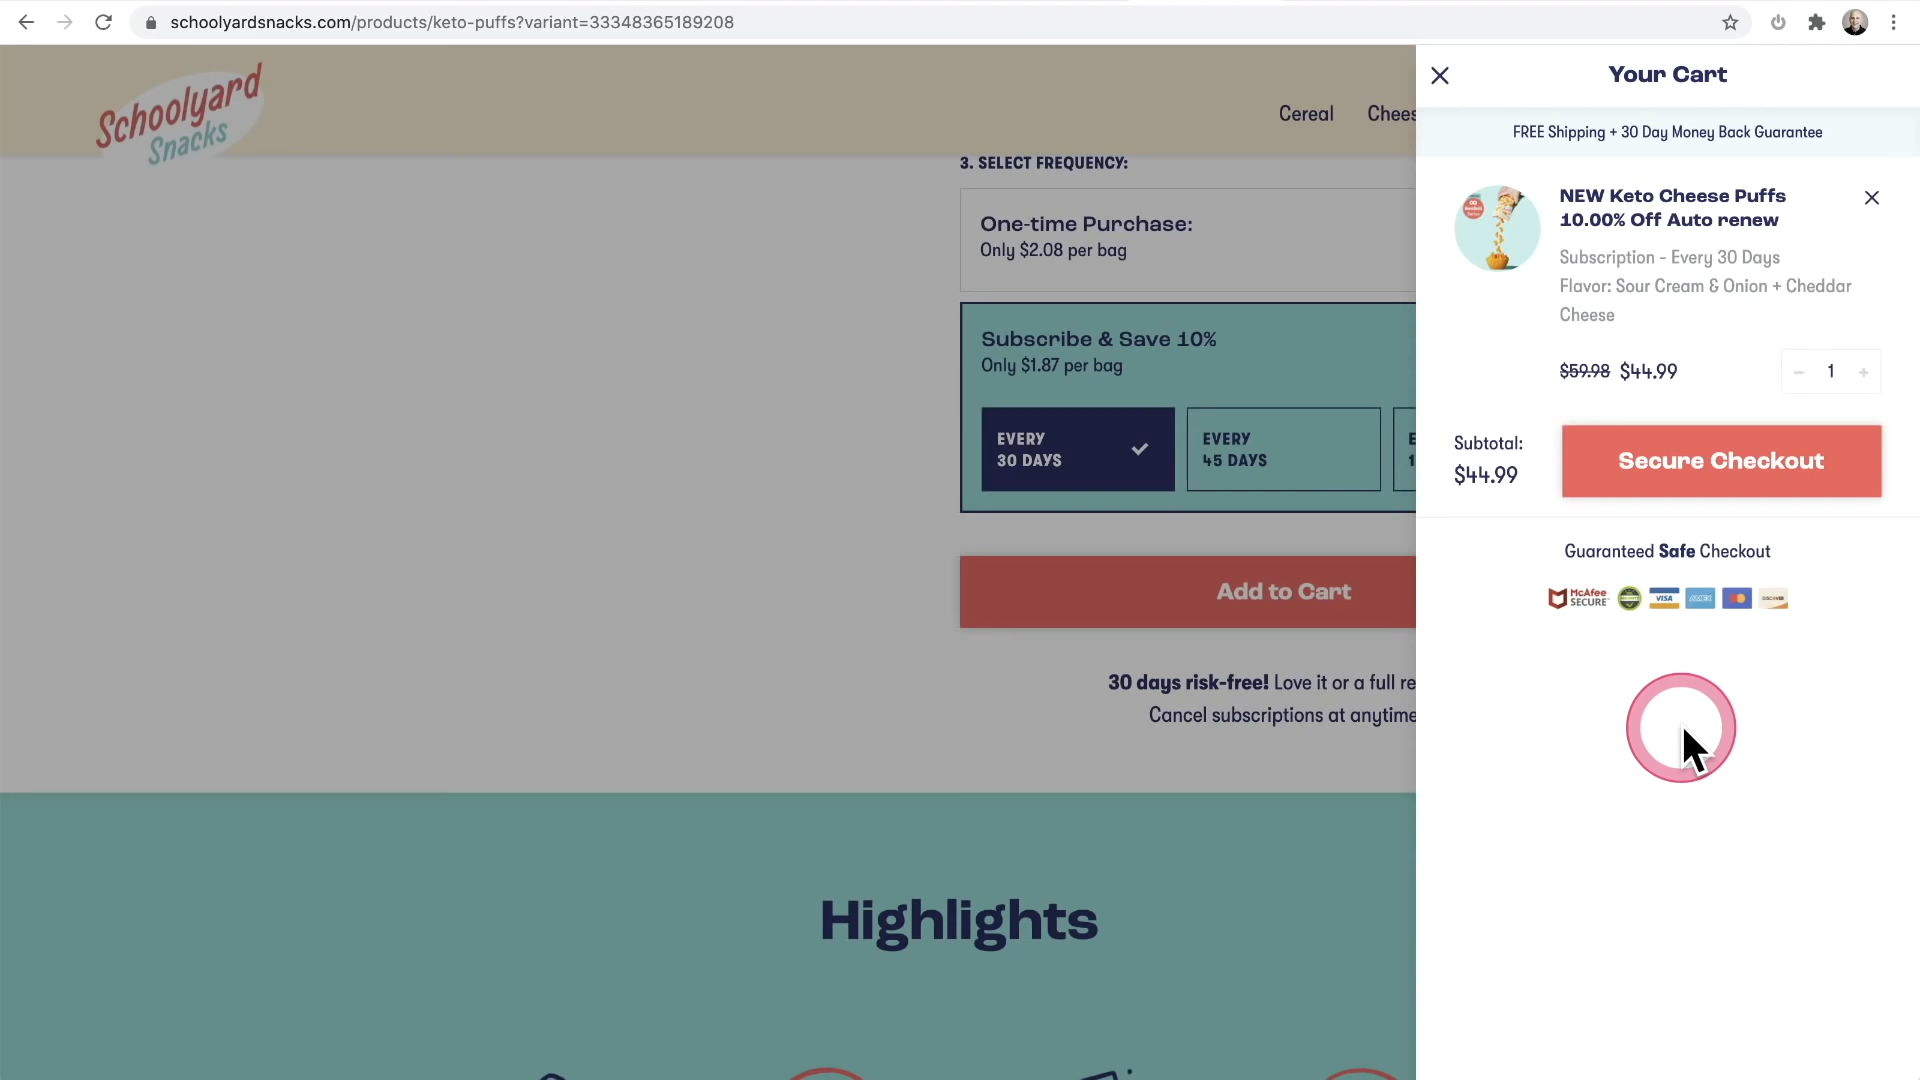 schoolyardsnacks.com/products/keto-puffs?variant=33348365189208
Schoolyard
Snacks
Cereal
Chees
3. SELECT FREQUENCY:
One-time Purchase:
Only $2.08 per bag
Subscribe & Save 10%
Only $1.87 per bag
EVERY
30 DAYS
EVERY
45 DAYS
E
1
Add to Cart
30 days risk-free! Love it or a full re
Cancel subscriptions at anytime
Highlights
Your Cart
FREE Shipping + 30 Day Money Back Guarantee
NEW Keto Cheese Puffs
10.00% Off Auto renew
Subscription - Every 30 Days
Flavor: Sour Cream & Onion + Cheddar
Cheese
$59.98 $44.99
− 1 +
Subtotal:
$44.99
Secure Checkout
Guaranteed Safe Checkout
McAfee
SECURE
VISA
AMEX
DISCOVER